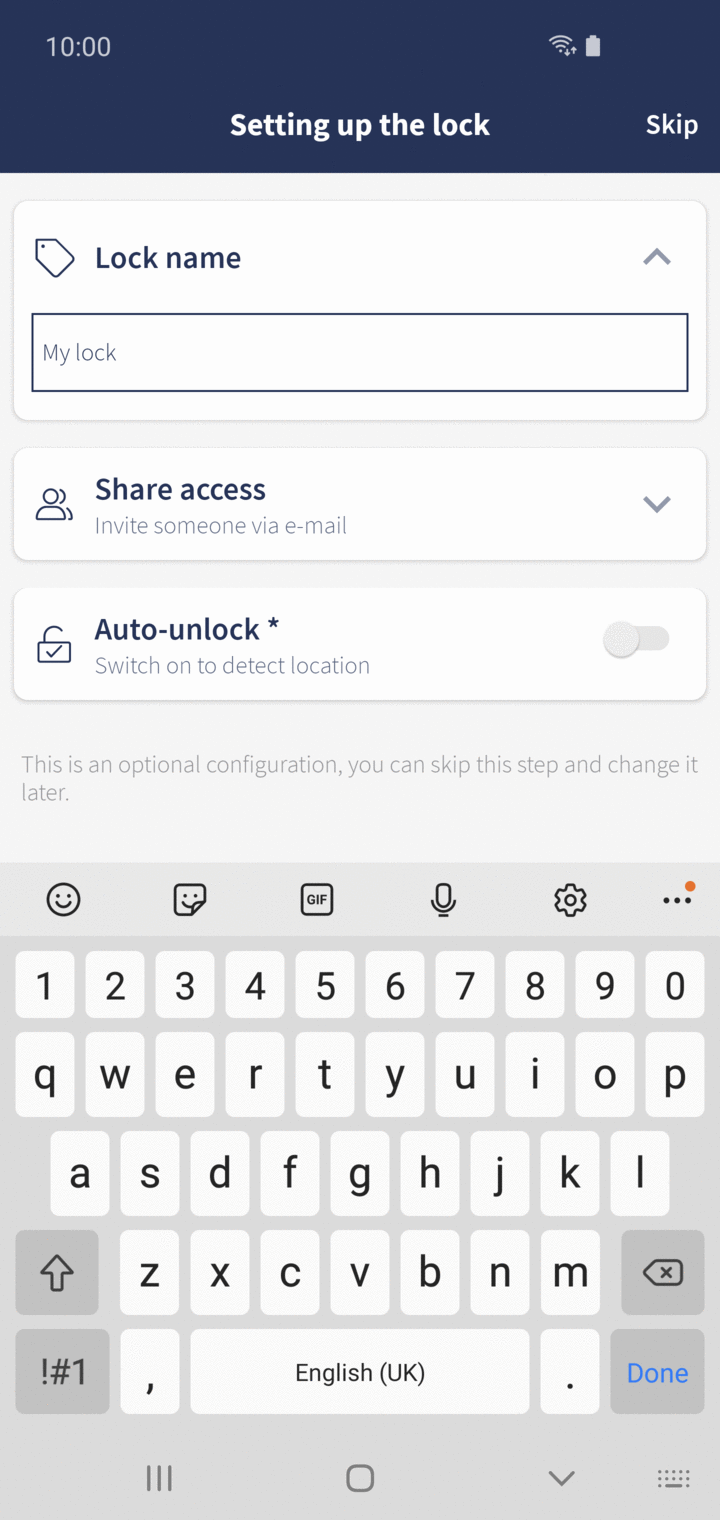 10:00
Setting up the lock
Skip
Lock name
My lock
Share access
Invite someone via e-mail
Auto-unlock *
Switch on to detect location
This is an optional configuration, you can skip this step and change it
later.
GIF
1 2 3 4 5 6 7 8 9 0
q w e r t y u i o p
a s d f g h j k l
z x c v b n m
!#1 , English (UK) . Done